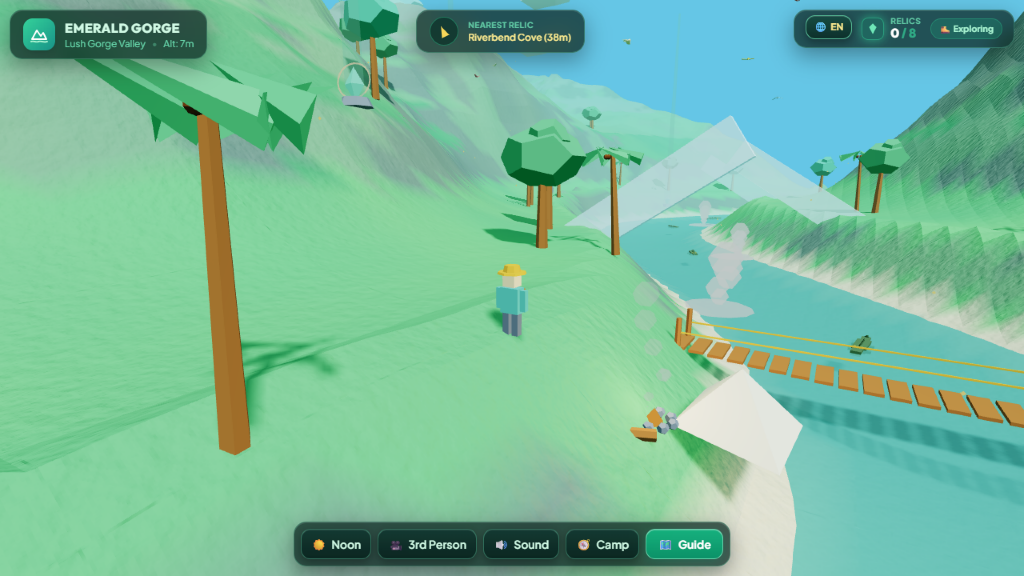 EMERALD GORGE
Lush Gorge Valley • Alt: 7m
NEAREST RELIC
Riverbend Cove (38m)
EN
RELICS
0 / 8
Exploring
Noon
3rd Person
Sound
Camp
Guide